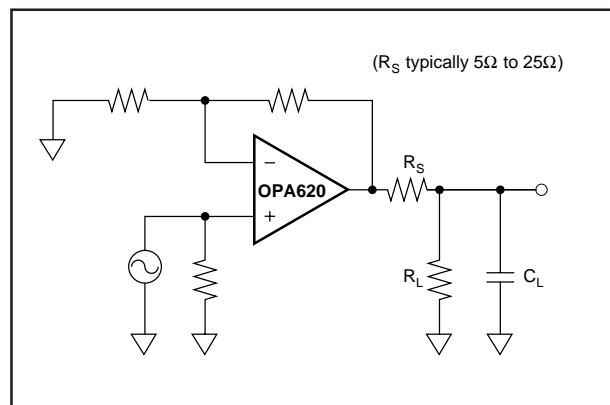 (R_S typically 5Ω to 25Ω)
−
OPA620
+
R_S
R_L
C_L